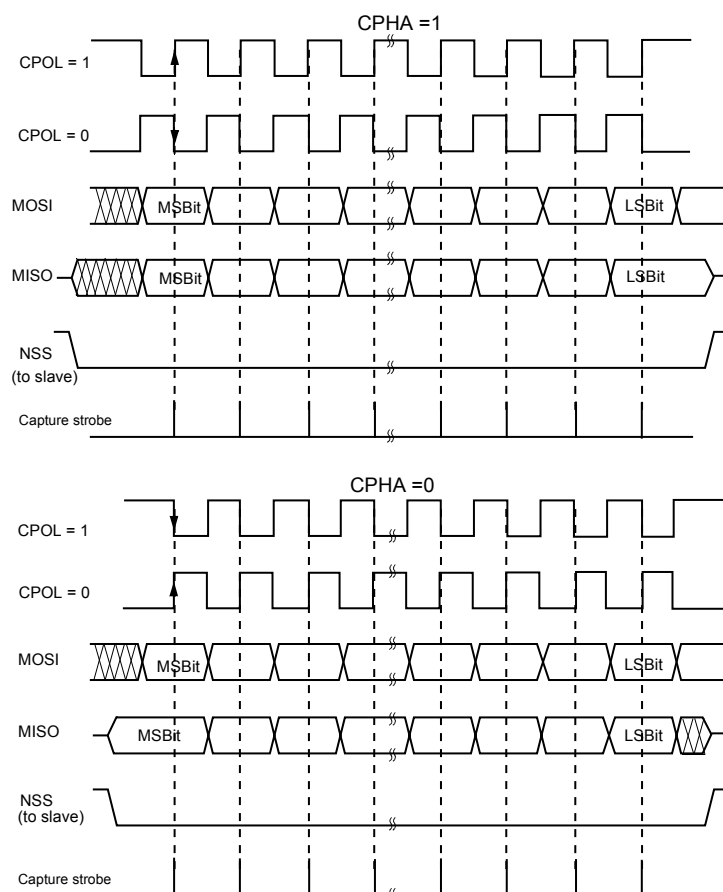 CPHA =1
CPOL = 1
CPOL = 0
MOSI
MSBit
LSBit
MISO
MSBit
LSBit
NSS
(to slave)
Capture strobe
CPHA =0
CPOL = 1
CPOL = 0
MOSI
MSBit
LSBit
MISO
MSBit
LSBit
NSS
(to slave)
Capture strobe